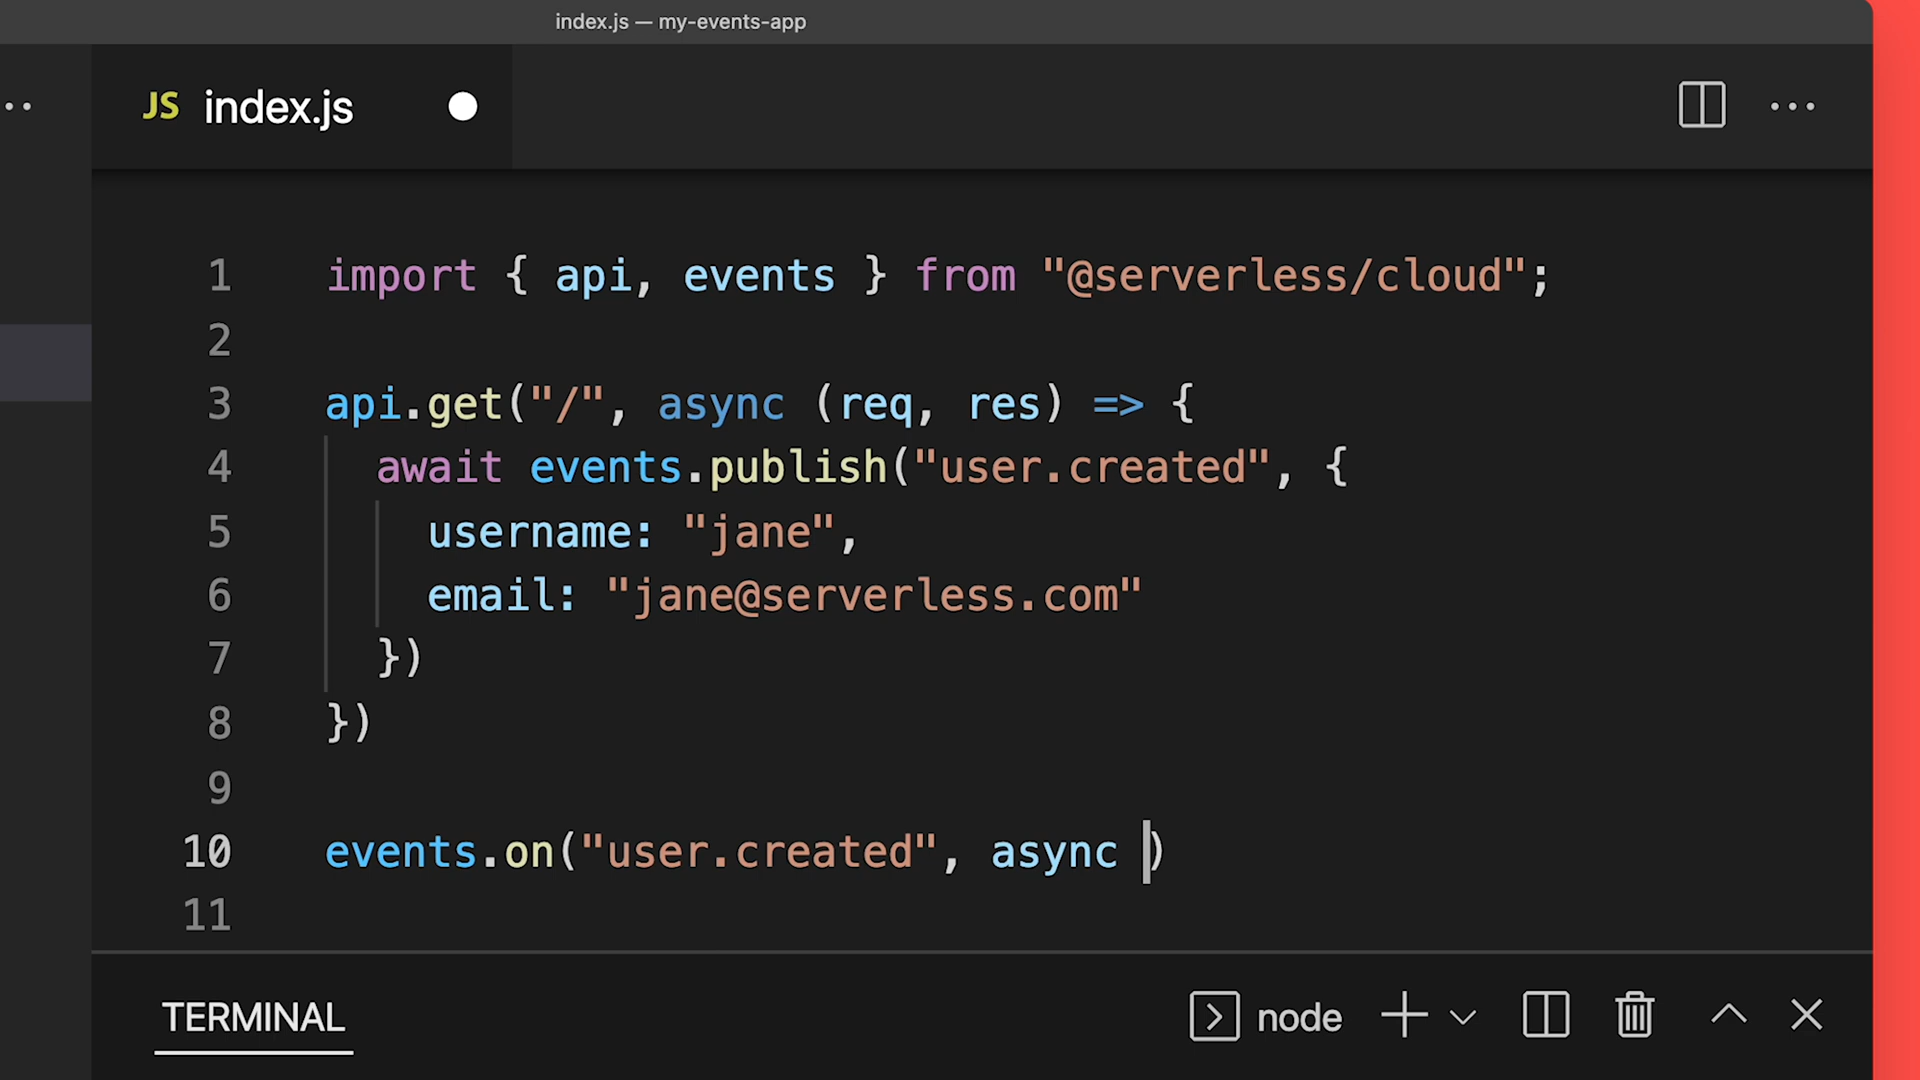 index.js — my-events-app
JS index.js
1 import { api, events } from "@serverless/cloud";
2
3 api.get("/", async (req, res) => {
4 await events.publish("user.created", {
5 username: "jane",
6 email: "jane@serverless.com"
7 })
8 })
9
10 events.on("user.created", async )
11
TERMINAL
node